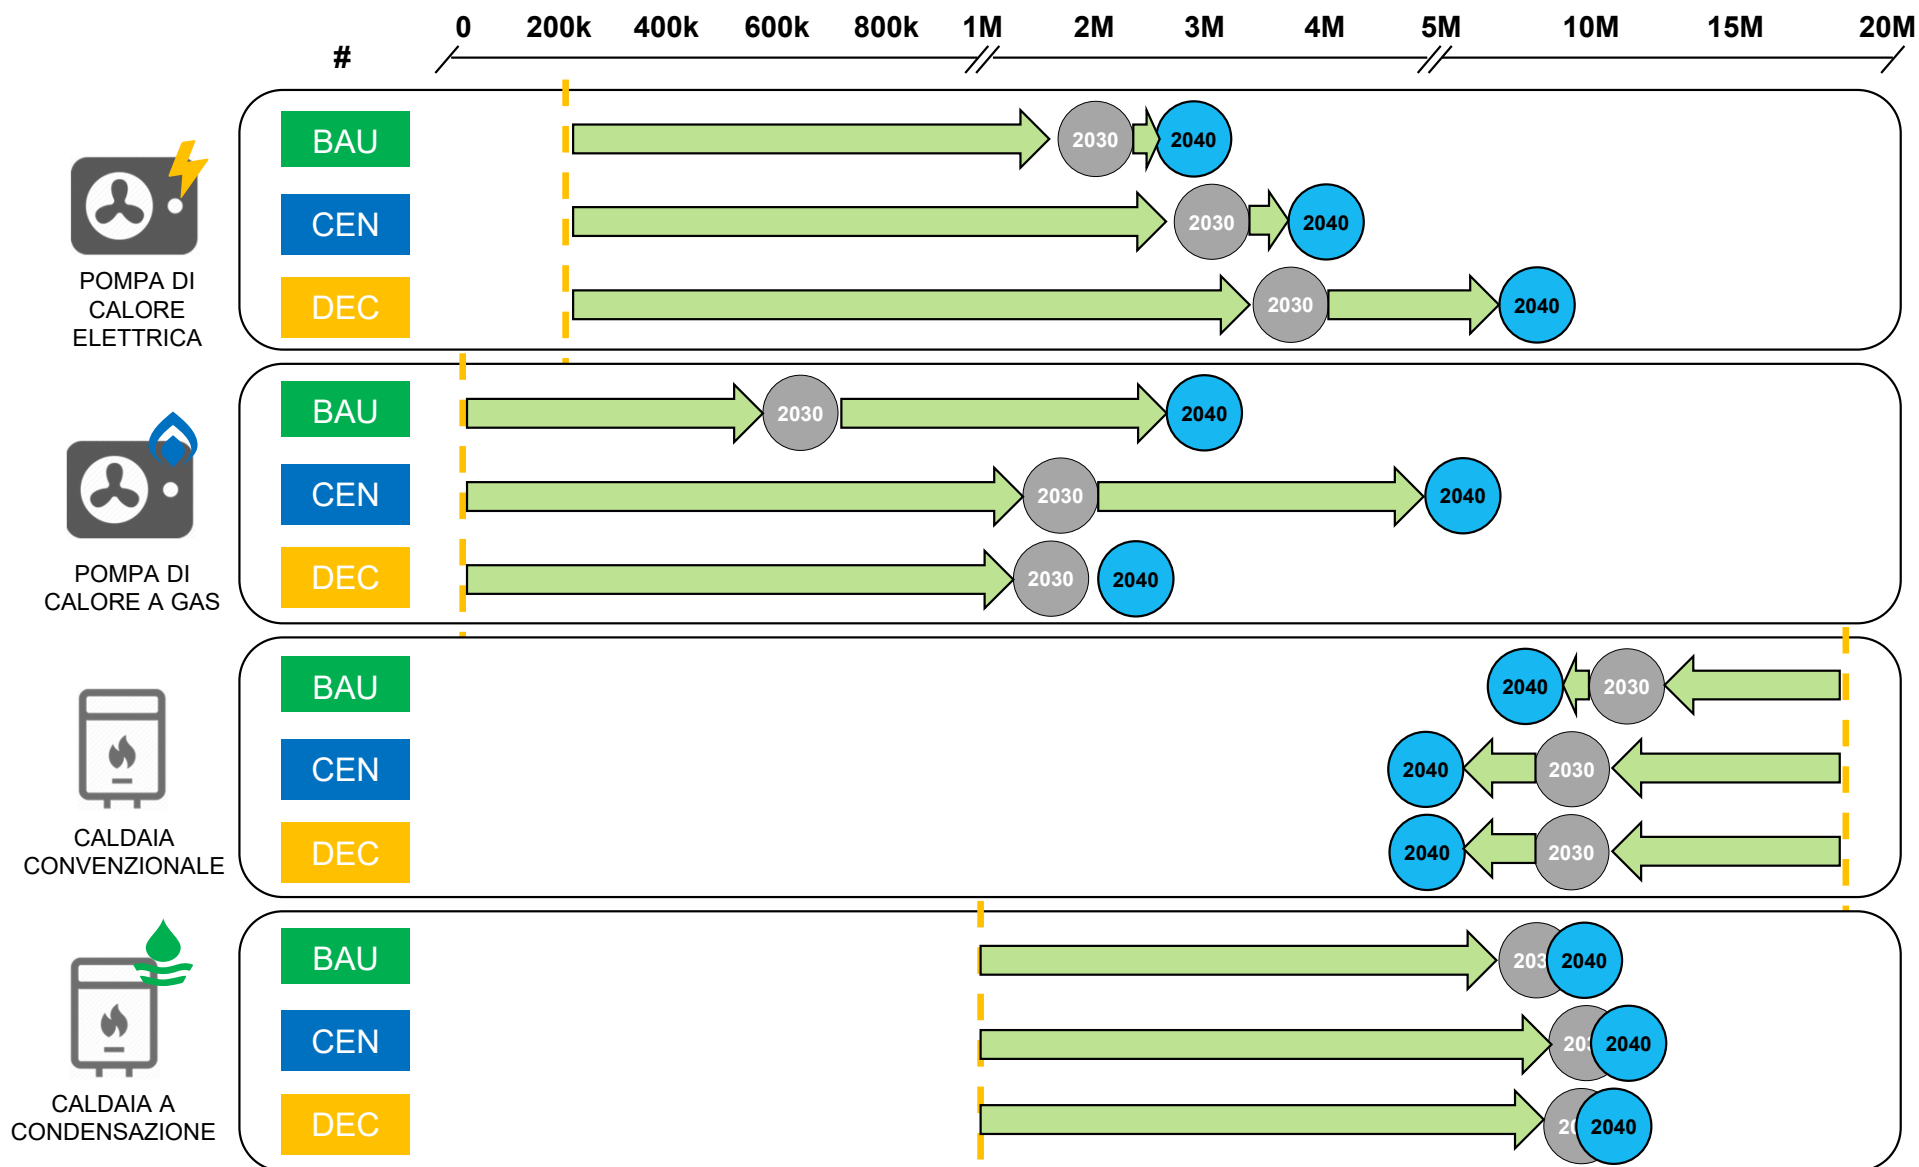 0 200k 400k 600k 800k 1M 2M 3M 4M 5M 10M 15M 20M
#
BAU 2030 2040
CEN 2030 2040
DEC 2030 2040
POMPA DI
CALORE
ELETTRICA
BAU 2030 2040
CEN 2030 2040
DEC 2030 2040
POMPA DI
CALORE A GAS
BAU 2040 2030
CEN 2040 2030
DEC 2040 2030
CALDAIA
CONVENZIONALE
BAU 203 2040
CEN 203 2040
DEC 20 2040
CALDAIA A
CONDENSAZIONE